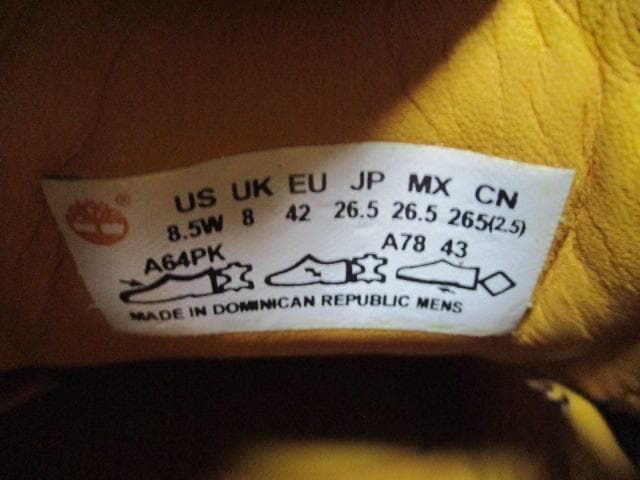 US UK EU JP MX CN
8.5W 8 42 26.5 26.5 265(2.5)
A64PK A78 43
MADE IN DOMINICAN REPUBLIC MENS